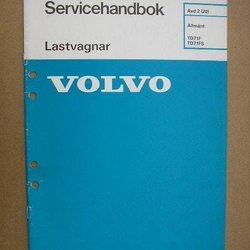 Servicehandbok
Avd 2 (20)
Allmänt
TD71F
TD71FS
Lastvagnar
VOLVO